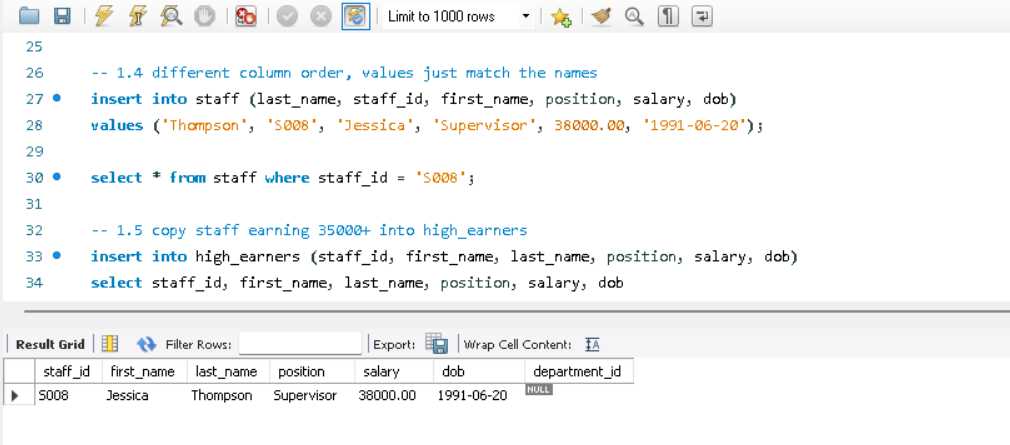 Limit to 1000 rows
25
26 -- 1.4 different column order, values just match the names
27 insert into staff (last_name, staff_id, first_name, position, salary, dob)
28 values ('Thompson', 'S008', 'Jessica', 'Supervisor', 38000.00, '1991-06-20');
29
30 select * from staff where staff_id = 'S008';
31
32 -- 1.5 copy staff earning 35000+ into high_earners
33 insert into high_earners (staff_id, first_name, last_name, position, salary, dob)
34 select staff_id, first_name, last_name, position, salary, dob
Result Grid Filter Rows: Export: Wrap Cell Content: IA
staff_id first_name last_name position salary dob department_id
S008 Jessica Thompson Supervisor 38000.00 1991-06-20 NULL